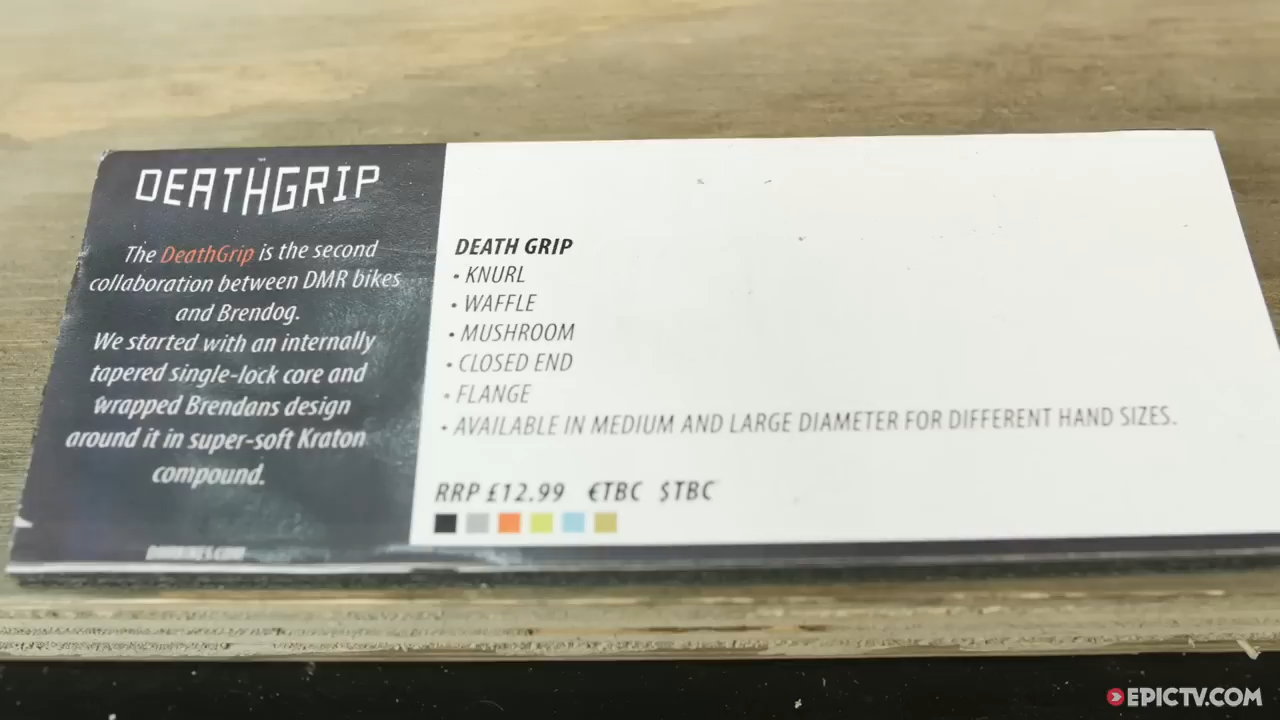 DEATHGRIP
The DeathGrip is the second
collaboration between DMR bikes
and Brendog.
We started with an internally
tapered single-lock core and
wrapped Brendans design
around it in super-soft Kraton
compound.
DEATH GRIP
• KNURL
• WAFFLE
• MUSHROOM
• CLOSED END
• FLANGE
• AVAILABLE IN MEDIUM AND LARGE DIAMETER FOR DIFFERENT HAND SIZES.
RRP £12.99 €TBC $TBC
EPICTV.COM